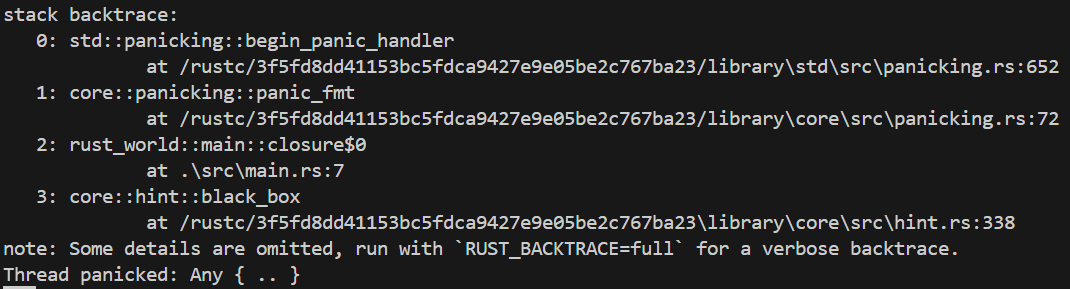 stack backtrace:
   0: std::panicking::begin_panic_handler
             at /rustc/3f5fd8dd41153bc5fdca9427e9e05be2c767ba23/library\std\src\panicking.rs:652
   1: core::panicking::panic_fmt
             at /rustc/3f5fd8dd41153bc5fdca9427e9e05be2c767ba23/library\core\src\panicking.rs:72
   2: rust_world::main::closure$0
             at .\src\main.rs:7
   3: core::hint::black_box
             at /rustc/3f5fd8dd41153bc5fdca9427e9e05be2c767ba23\library\core\src\hint.rs:338
note: Some details are omitted, run with `RUST_BACKTRACE=full` for a verbose backtrace.
Thread panicked: Any { .. }